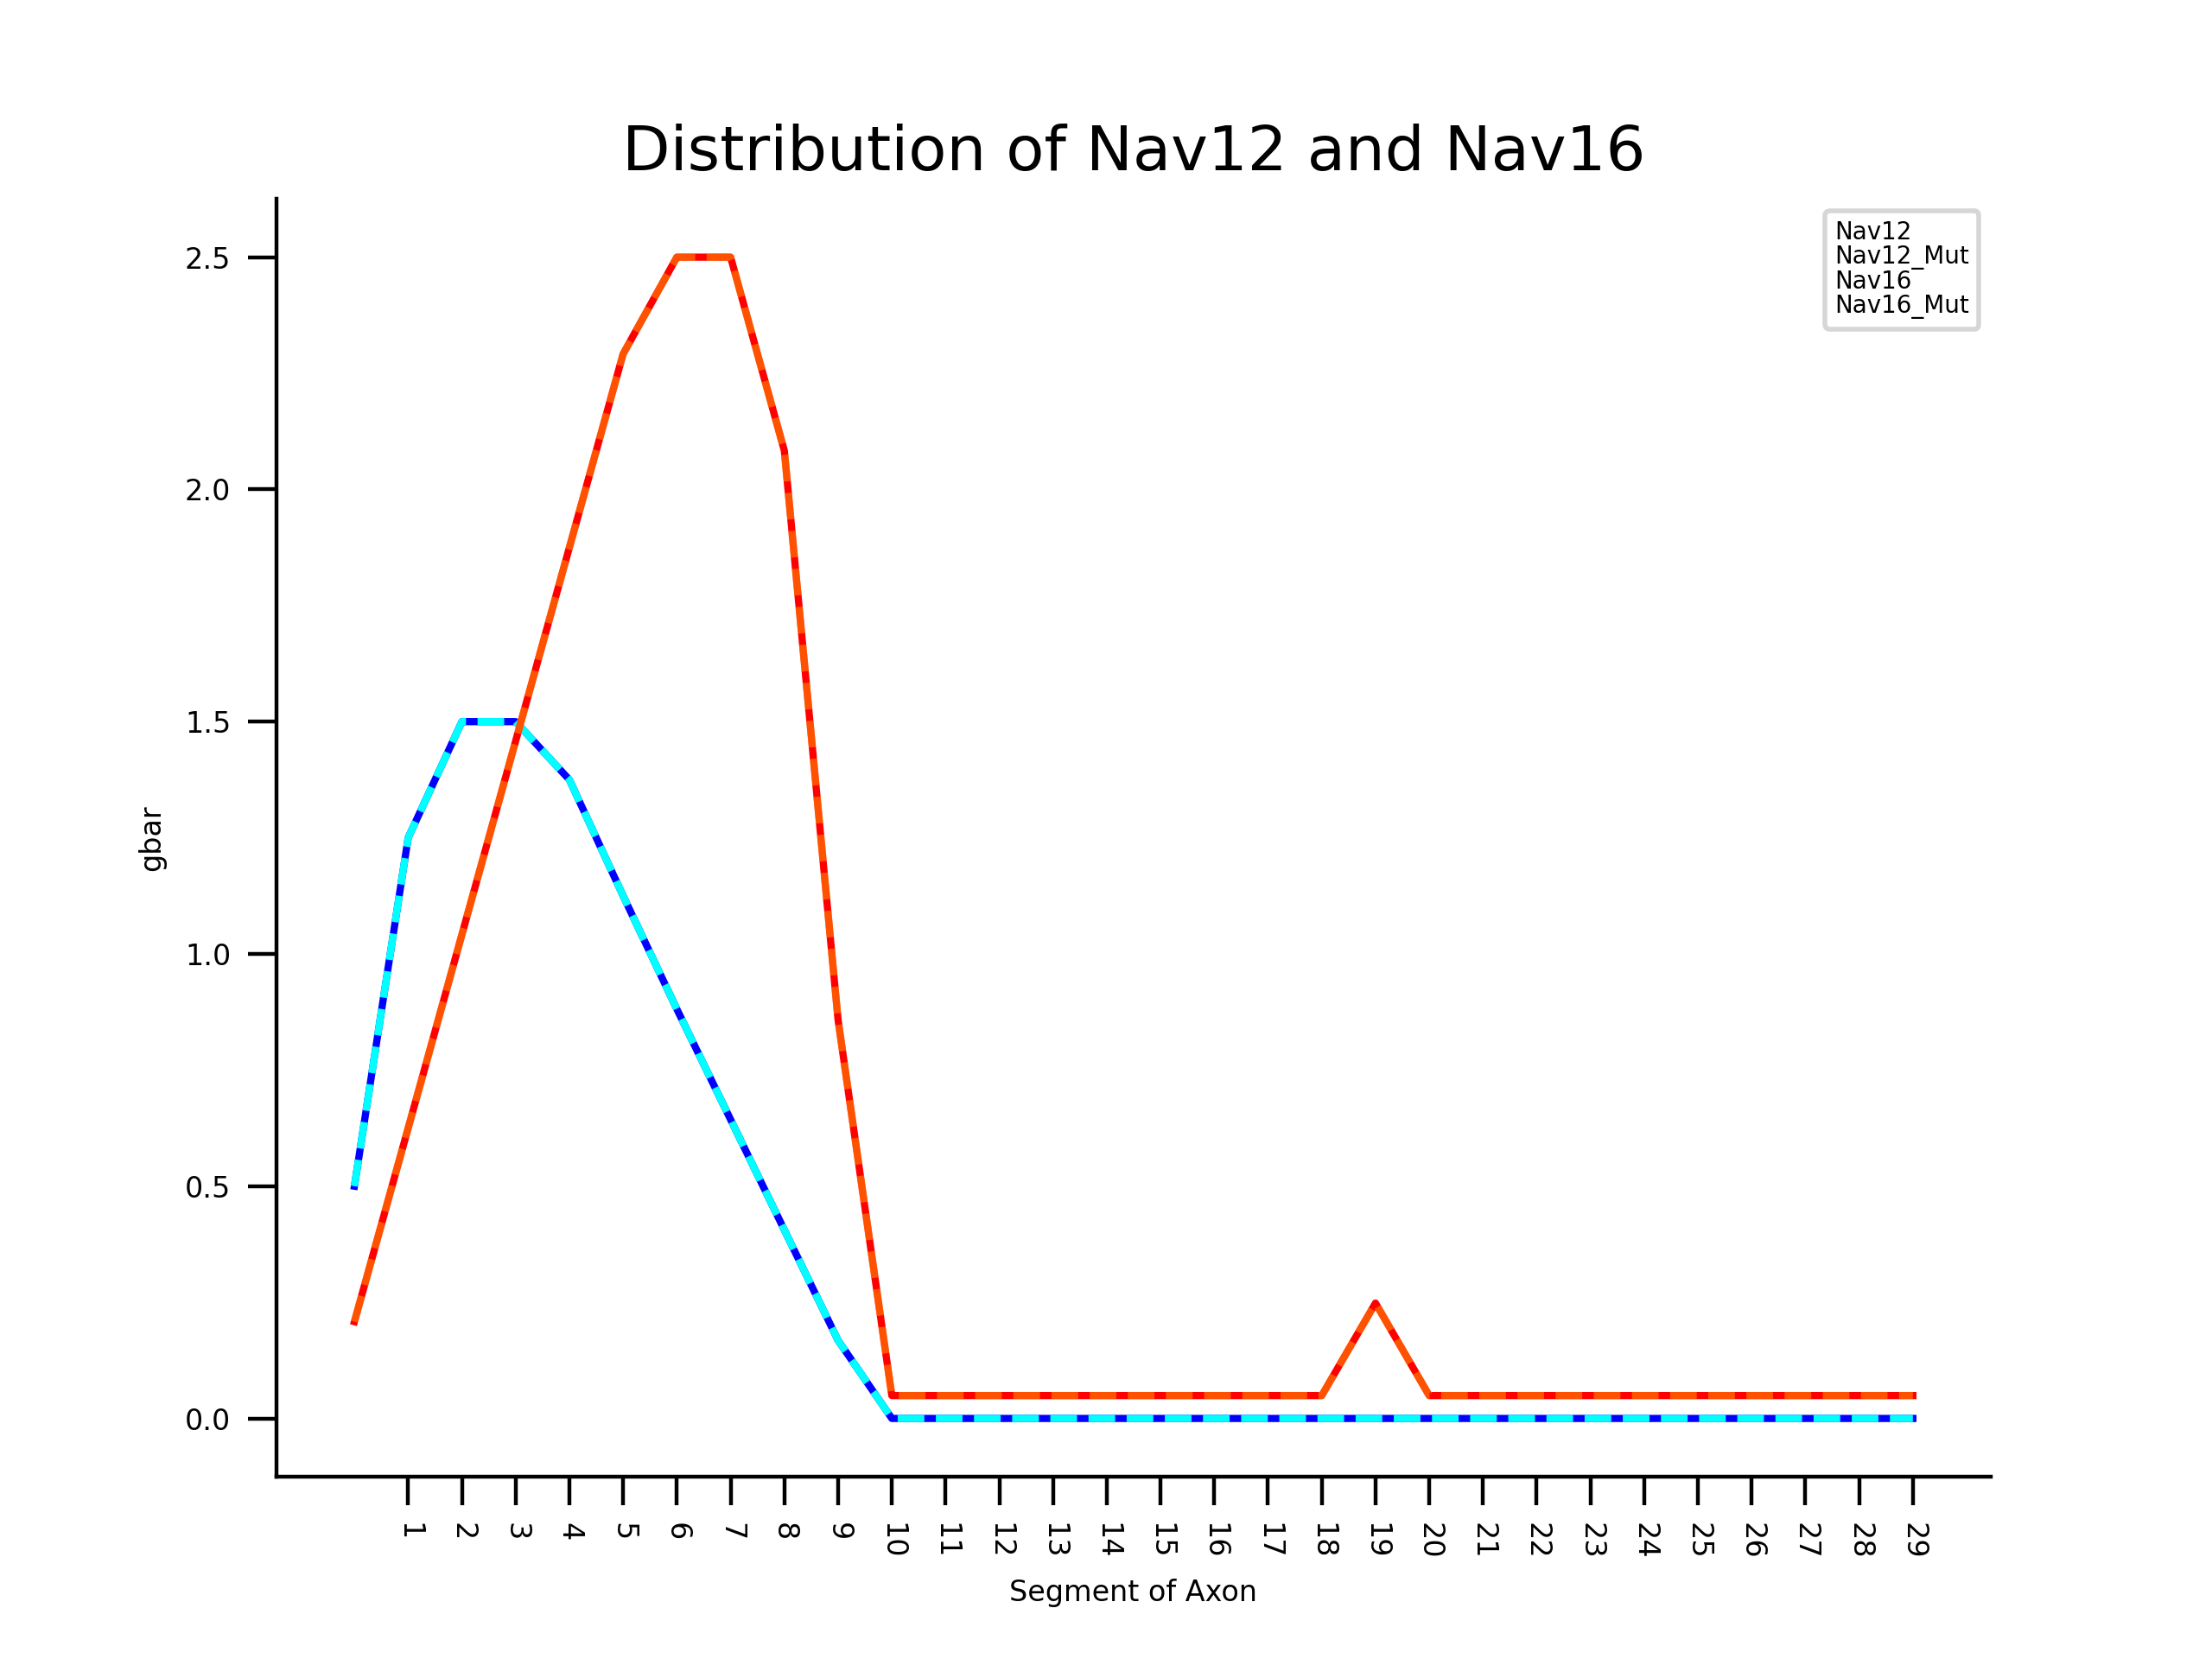 Distribution of Nav12 and Nav16
Nav12
Nav12_Mut
Nav16
Nav16_Mut
2.5
2.0
1.5
1.0
0.5
0.0
gbar
1 2 3 4 5 6 7 8 9 10 11 12 13 14 15 16 17 18 19 20 21 22 23 24 25 26 27 28 29
Segment of Axon